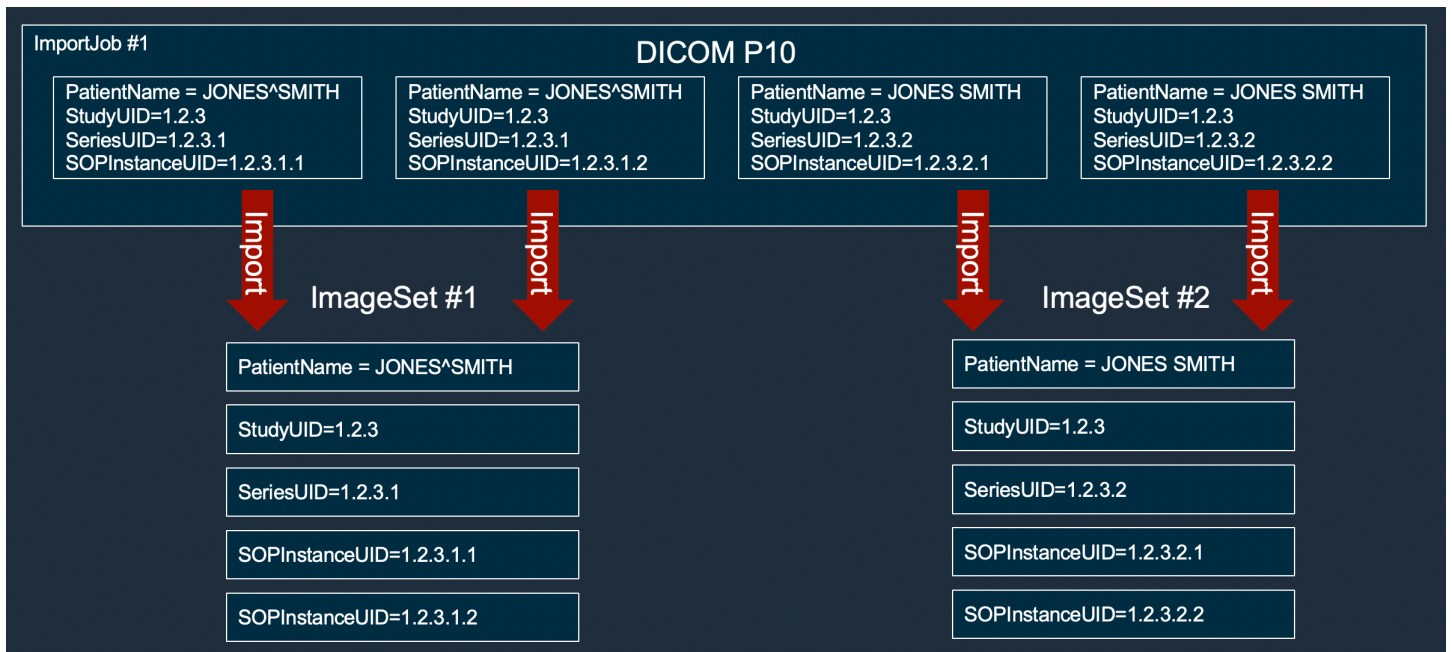 ImportJob #1
DICOM P10
PatientName = JONES^SMITH
StudyUID=1.2.3
SeriesUID=1.2.3.1
SOPInstanceUID=1.2.3.1.1
PatientName = JONES^SMITH
StudyUID=1.2.3
SeriesUID=1.2.3.1
SOPInstanceUID=1.2.3.1.2
PatientName = JONES SMITH
StudyUID=1.2.3
SeriesUID=1.2.3.2
SOPInstanceUID=1.2.3.2.1
PatientName = JONES SMITH
StudyUID=1.2.3
SeriesUID=1.2.3.2
SOPInstanceUID=1.2.3.2.2
Import
Import
Import
Import
ImageSet #1
PatientName = JONES^SMITH
StudyUID=1.2.3
SeriesUID=1.2.3.1
SOPInstanceUID=1.2.3.1.1
SOPInstanceUID=1.2.3.1.2
ImageSet #2
PatientName = JONES SMITH
StudyUID=1.2.3
SeriesUID=1.2.3.2
SOPInstanceUID=1.2.3.2.1
SOPInstanceUID=1.2.3.2.2